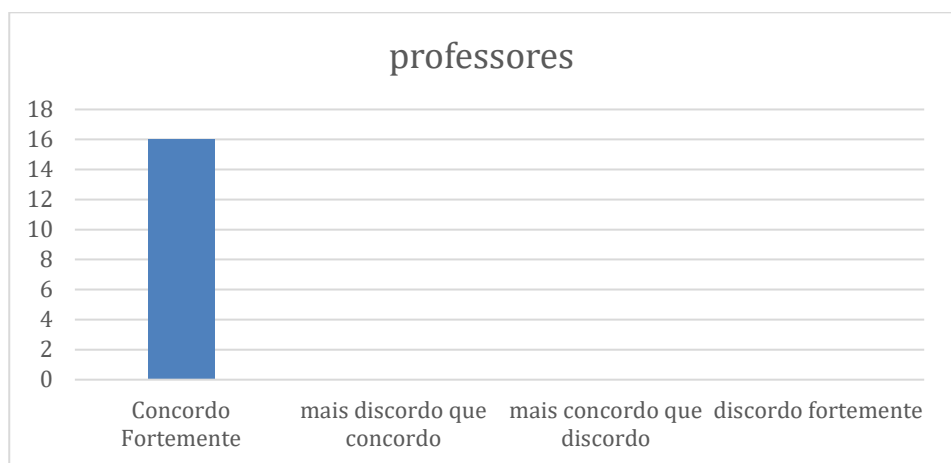 professores
18
16
14
12
10
8
6
4
2
0
Concordo
Fortemente
mais discordo que
concordo
mais concordo que
discordo
discordo fortemente